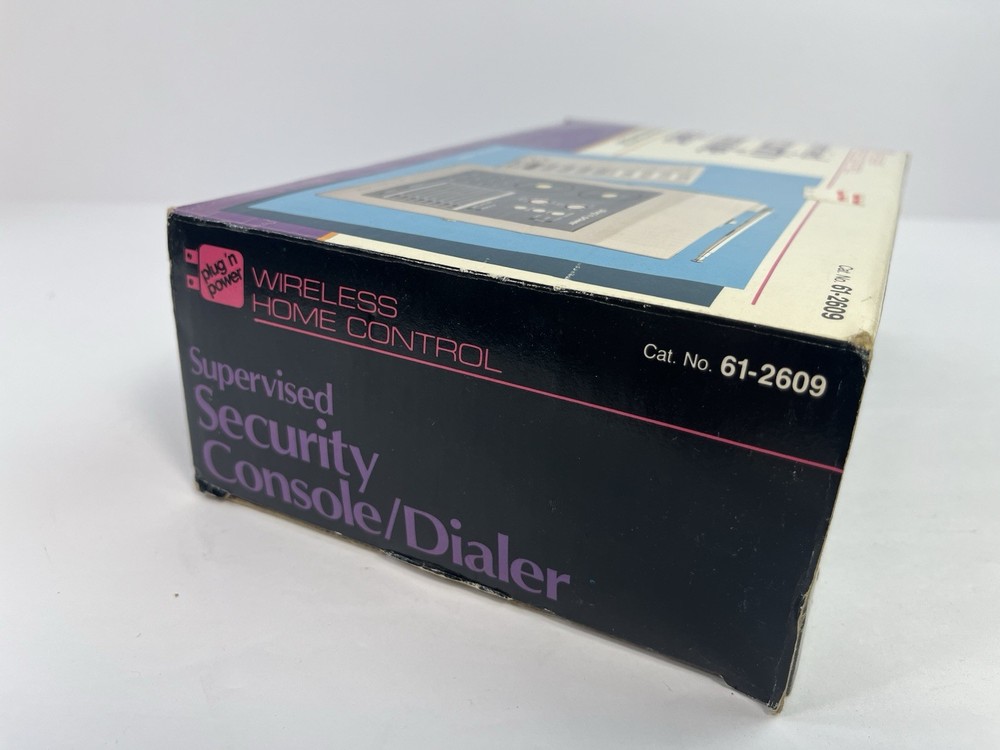 plug 'n
power
WIRELESS
HOME CONTROL
Cat. No. 61-2609
Supervised
Security
Console/Dialer
Cat. No. 61-2609